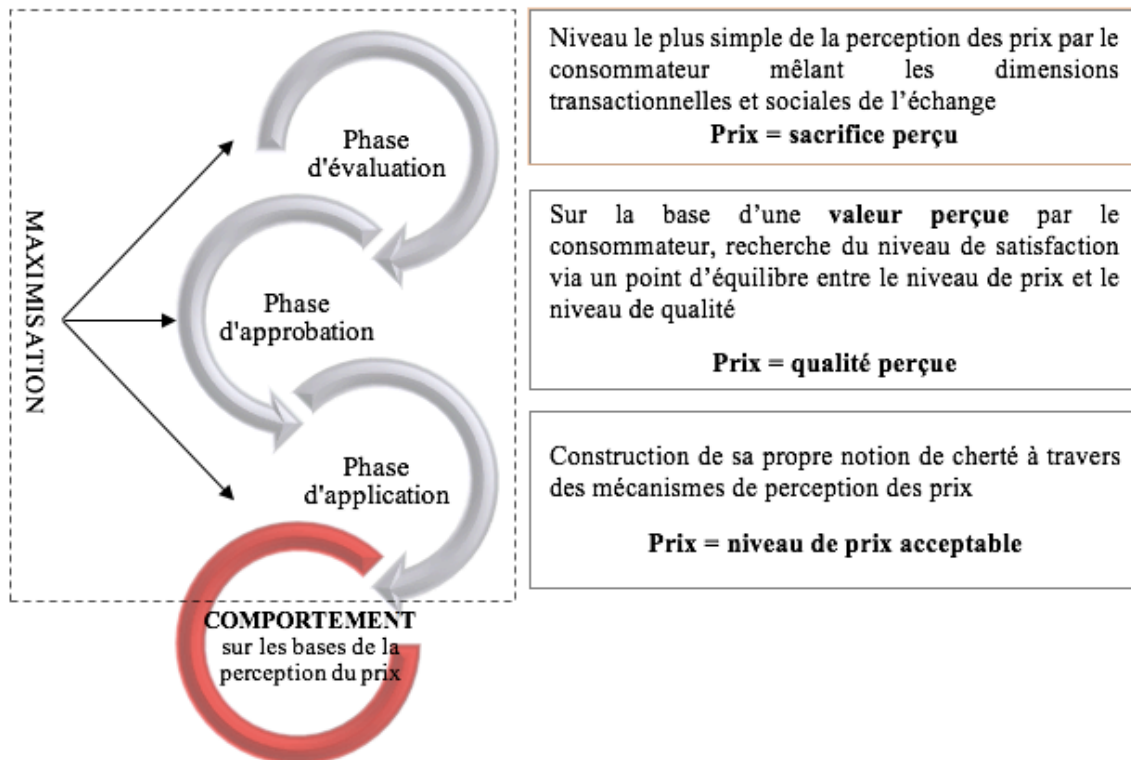 MAXIMISATION
Phase
d'évaluation
Phase
d'approbation
Phase
d'application
COMPORTEMENT
sur les bases de la
perception du prix
Niveau le plus simple de la perception des prix par le
consommateur mêlant les dimensions
transactionnelles et sociales de l’échange
Prix = sacrifice perçu
Sur la base d’une valeur perçue par le
consommateur, recherche du niveau de satisfaction
via un point d’équilibre entre le niveau de prix et le
niveau de qualité
Prix = qualité perçue
Construction de sa propre notion de cherté à travers
des mécanismes de perception des prix
Prix = niveau de prix acceptable